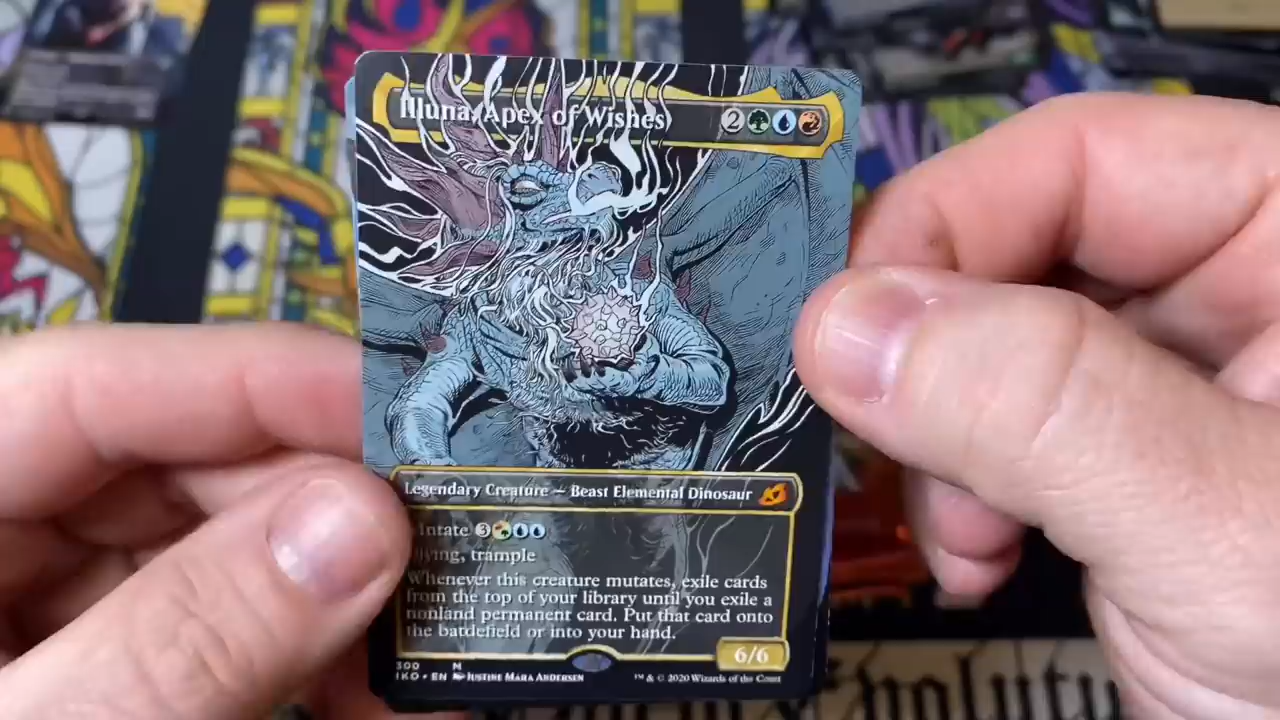 Illuna, Apex of Wishes
2
Legendary Creature — Beast Elemental Dinosaur
3
trample
Whenever this creature mutates, exile cards
from the top of your library until you exile a
nonland permanent card. Put that card onto
the battlefield or into your hand.
6/6
300 M
IKO • EN Justine Mara Andersen
™ & © 2020 Wizards of the Coast